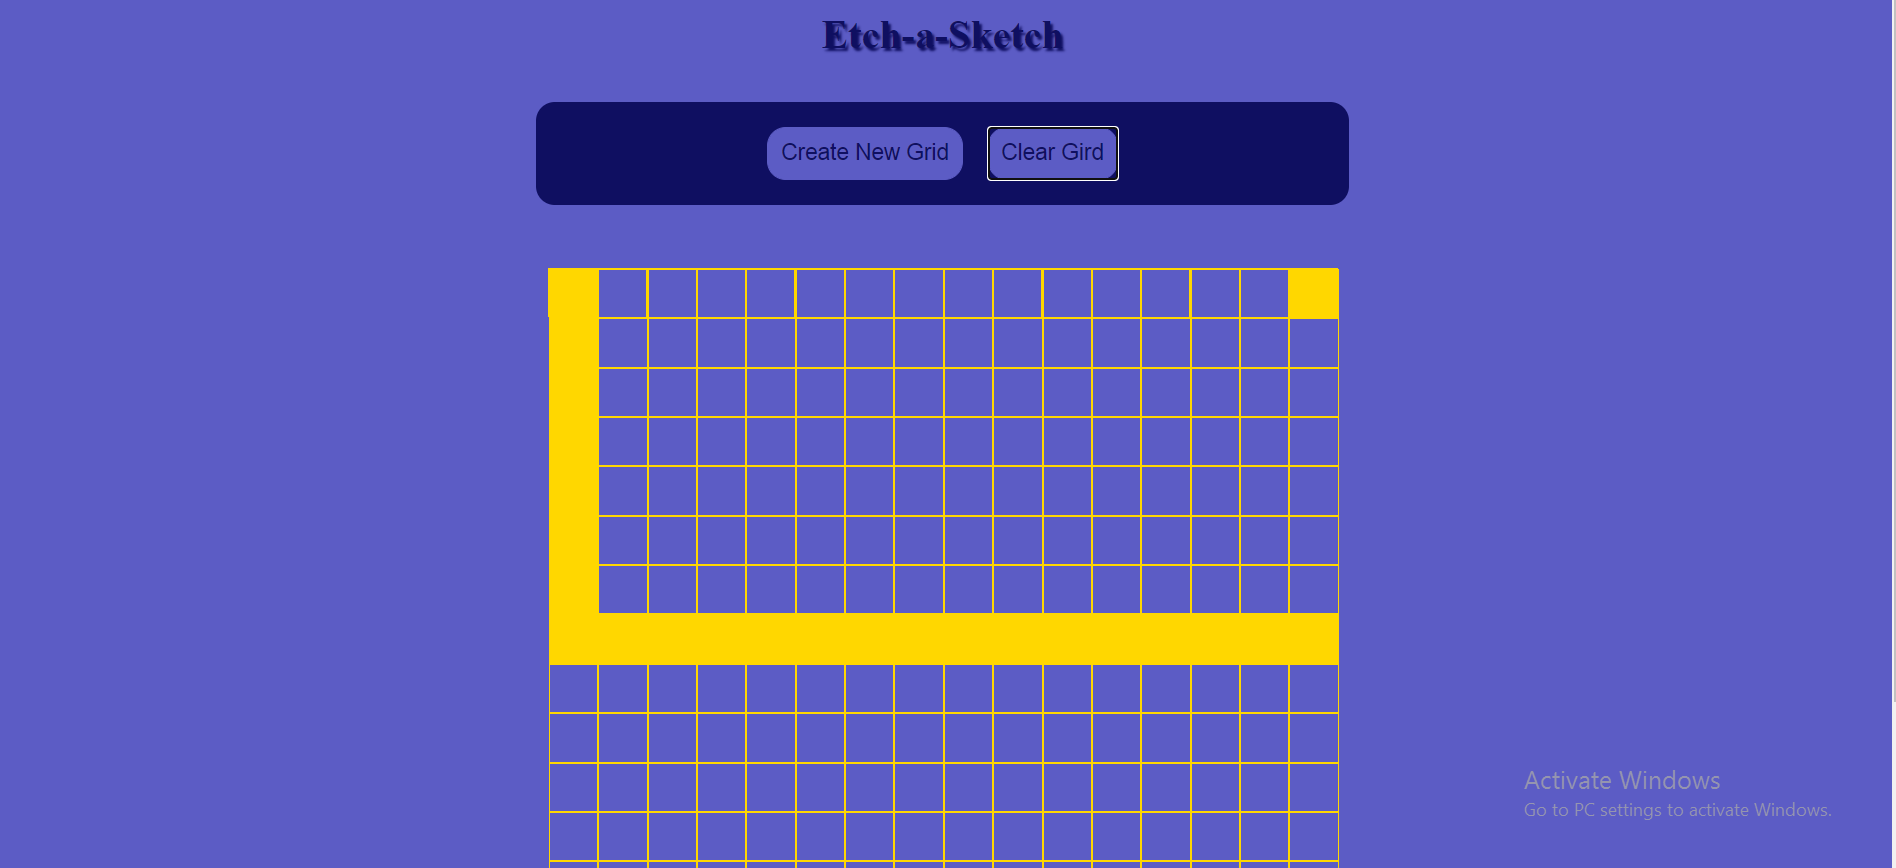 Etch-a-Sketch
Create New Grid
Clear Gird
Activate Windows
Go to PC settings to activate Windows.